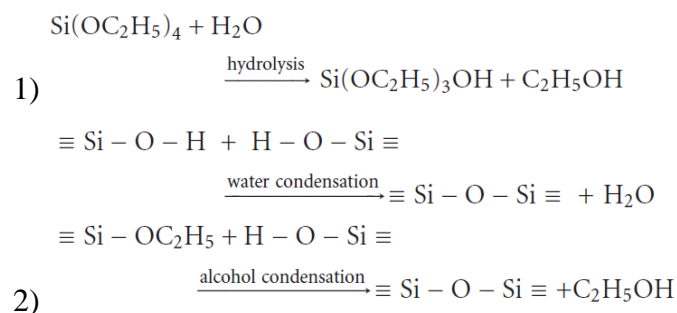 Si(OC₂H₅)₄ + H₂O
1) hydrolysis → Si(OC₂H₅)₃OH + C₂H₅OH
≡ Si – O – H + H – O – Si ≡
water condensation → ≡ Si – O – Si ≡ + H₂O
≡ Si – OC₂H₅ + H – O – Si ≡
2) alcohol condensation → ≡ Si – O – Si ≡ +C₂H₅OH